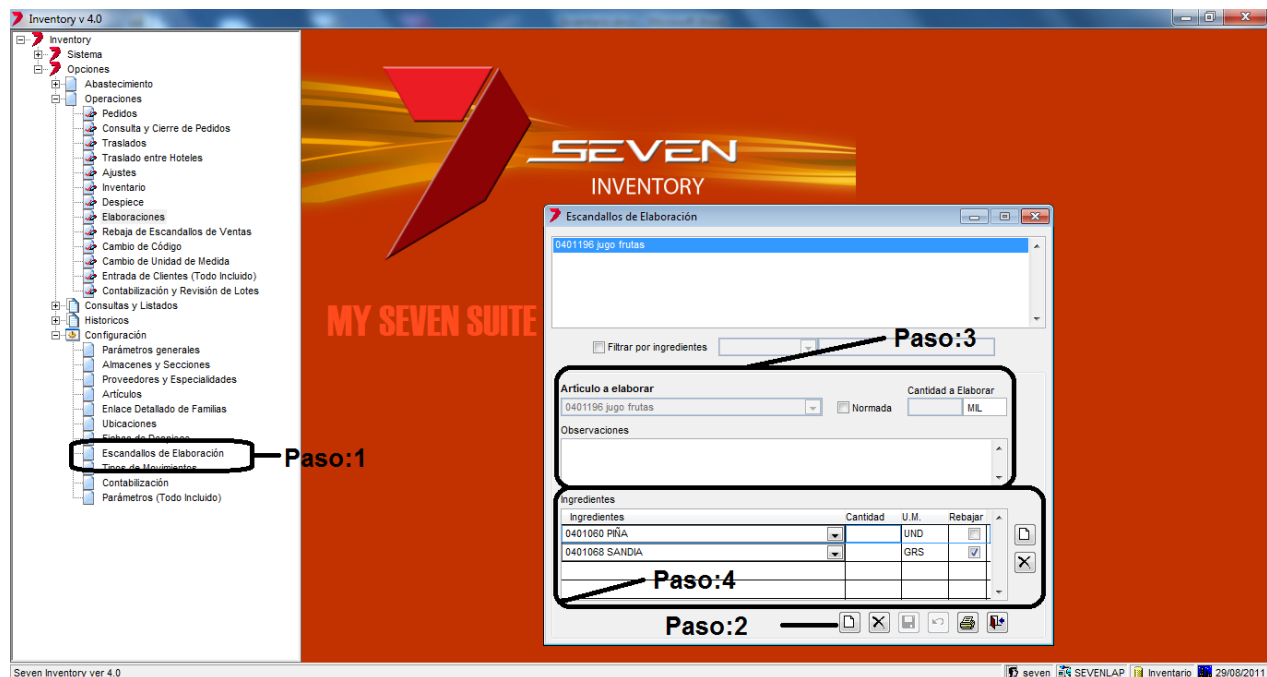 Inventory v 4.0
Inventory
Sistema
Opciones
Abastecimiento
Operaciones
Pedidos
Consulta y Cierre de Pedidos
Traslados
Traslado entre Hoteles
Ajustes
Inventario
Despiece
Elaboraciones
Rebaja de Escandallos de Ventas
Cambio de Código
Cambio de Unidad de Medida
Entrada de Clientes (Todo Incluido)
Contabilización y Revisión de Lotes
Consultas y Listados
Historicos
Configuración
Parámetros generales
Almacenes y Secciones
Proveedores y Especialidades
Artículos
Enlace Detallado de Familias
Ubicaciones
Fichas de Despiece
Escandallos de Elaboración
Tipos de Movimientos
Contabilización
Parámetros (Todo Incluido)
Paso:1
SEVEN
INVENTORY
MY SEVEN SUITE
Escandallos de Elaboración
0401196 jugo frutas
Filtrar por ingredientes
Paso:3
Artículo a elaborar Cantidad a Elaborar
0401196 jugo frutas Normada MIL
Observaciones
Ingredientes
Ingredientes Cantidad U.M. Rebajar
0401060 PIÑA UND
0401068 SANDIA GRS
Paso:4
Paso:2
Seven Inventory ver 4.0 seven SEVENLAP Inventario 29/08/2011